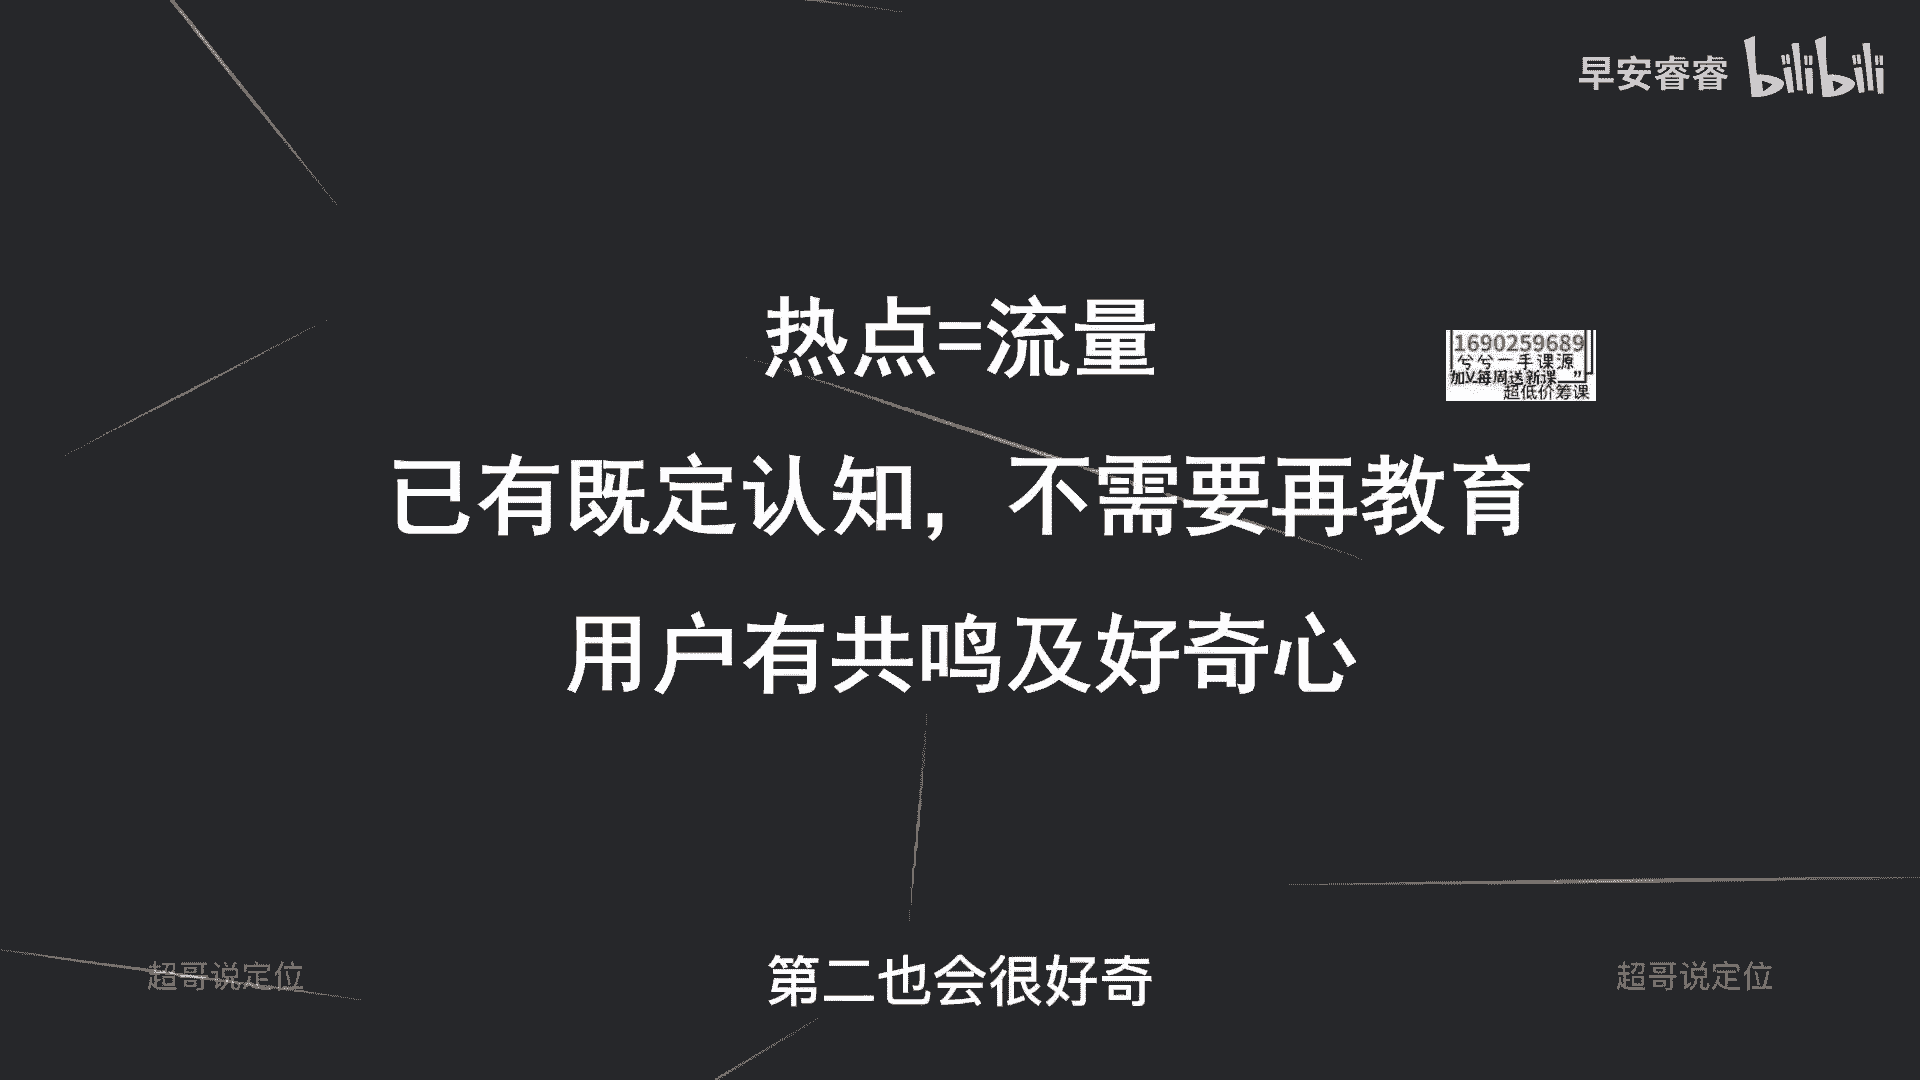 早安睿睿 bilibili
热点=流量
1690259689
兮兮一手课源
加V每周送新课"
超低价筹课
已有既定认知，不需要再教育
用户有共鸣及好奇心
超哥说定位
第二也会很好奇
超哥说定位